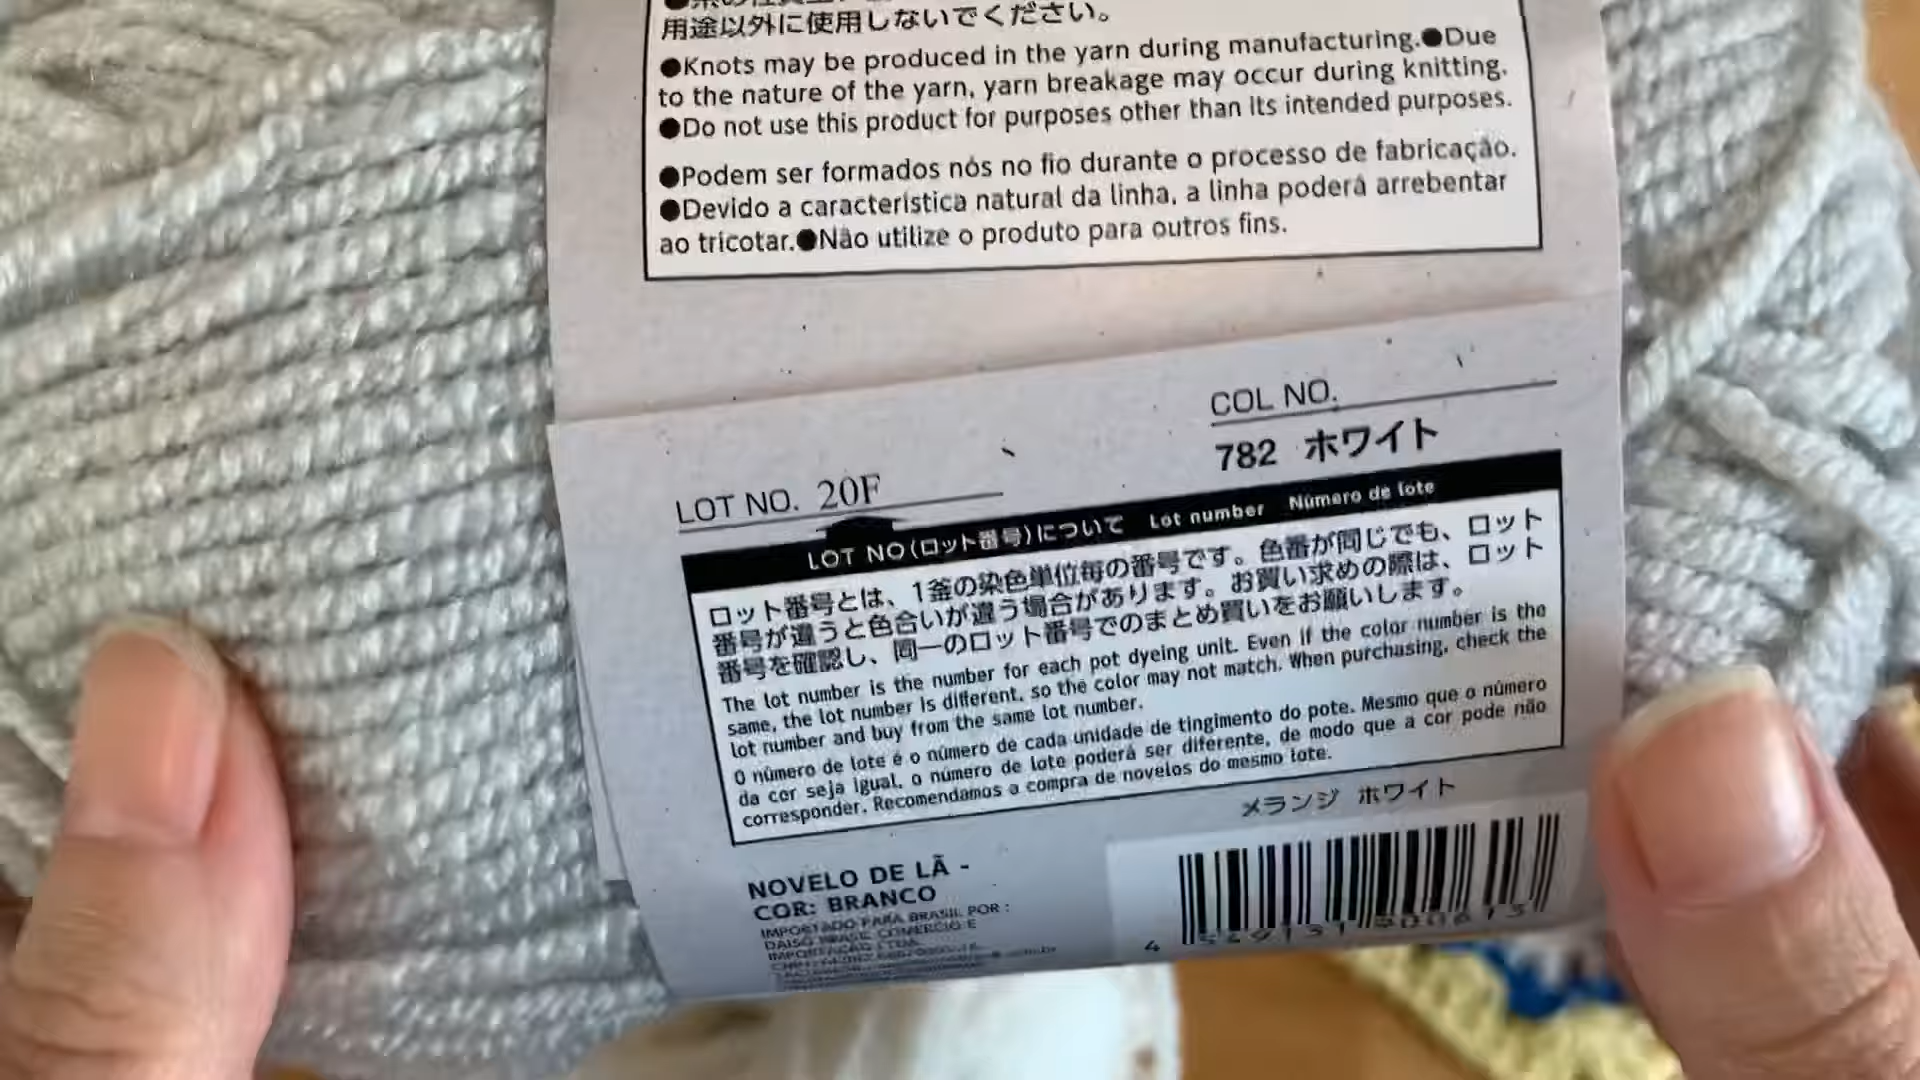 用途以外に使用しないでください。
●Knots may be produced in the yarn during manufacturing.●Due
to the nature of the yarn, yarn breakage may occur during knitting.
●Do not use this product for purposes other than its intended purposes.
●Podem ser formados nós no fio durante o processo de fabricação.
●Devido a característica natural da linha, a linha poderá arrebentar
ao tricotar.●Não utilize o produto para outros fins.
COL NO.
782 ホワイト
LOT NO. 20F
LOT NO(ロット番号)について Lot number Número de lote
ロット番号とは、1釜の染色単位毎の番号です。色番が同じでも、ロット
番号が違うと色合いが違う場合があります。お買い求めの際は、ロット
番号を確認し、同一のロット番号でのまとめ買いをお願いします。
The lot number is the number for each pot dyeing unit. Even if the color number is the
same, the lot number is different, so the color may not match. When purchasing, check the
lot number and buy from the same lot number.
O número de lote é o número de cada unidade de tingimento do pote. Mesmo que o número
da cor seja igual, o número de lote poderá ser diferente, de modo que a cor pode não
corresponder. Recomendamos a compra de novelos do mesmo lote.
メランジ ホワイト
NOVELO DE LÃ -
COR: BRANCO
IMPORTADO PARA BRASIL POR :
DAISO BRASIL COMERCIO E
IMPORTAÇÃO LTDA